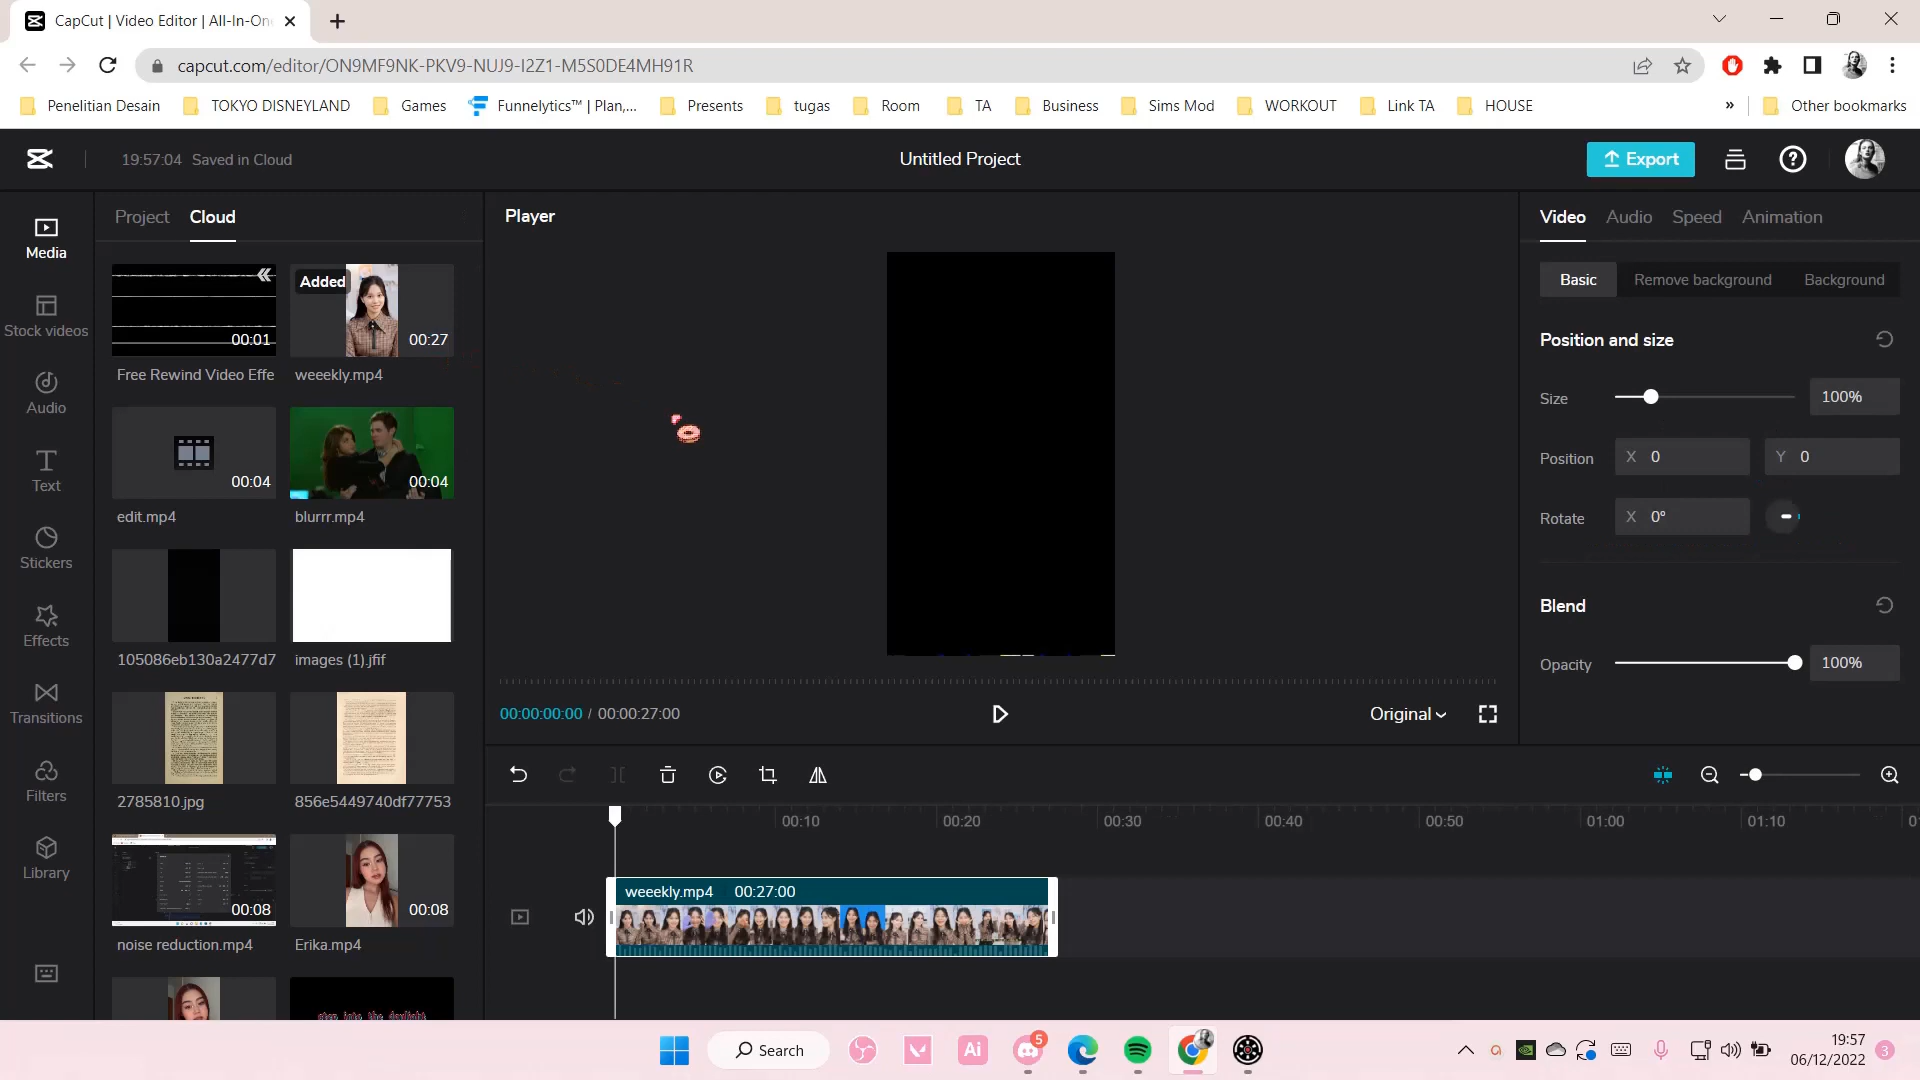 CapCut | Video Editor | All-In-On
capcut.com/editor/ON9MF9NK-PKV9-NUJ9-I2Z1-M5S0DE4MH91R
Penelitian Desain
TOKYO DISNEYLAND
Games
Funnelytics™ | Plan,...
Presents
tugas
Room
TA
Business
Sims Mod
WORKOUT
Link TA
HOUSE
»
Other bookmarks
19:57:04 Saved in Cloud
Untitled Project
Export
Media
Stock videos
Audio
Text
Stickers
Effects
Transitions
Filters
Library
Project
Cloud
00:01
Free Rewind Video Effe
Added
00:27
weeekly.mp4
00:04
edit.mp4
00:04
blurrr.mp4
105086eb130a2477d7
images (1).jfif
2785810.jpg
856e5449740df77753
00:08
noise reduction.mp4
00:08
Erika.mp4
step into the daylight
Player
00:00:00:00 / 00:00:27:00
Original
Video
Audio
Speed
Animation
Basic
Remove background
Background
Position and size
Size
100%
Position
X 0
Y 0
Rotate
X 0°
Blend
Opacity
100%
00:10
00:20
00:30
00:40
00:50
01:00
01:10
weeekly.mp4 00:27:00
Search
Ai
5
19:57
06/12/2022
3